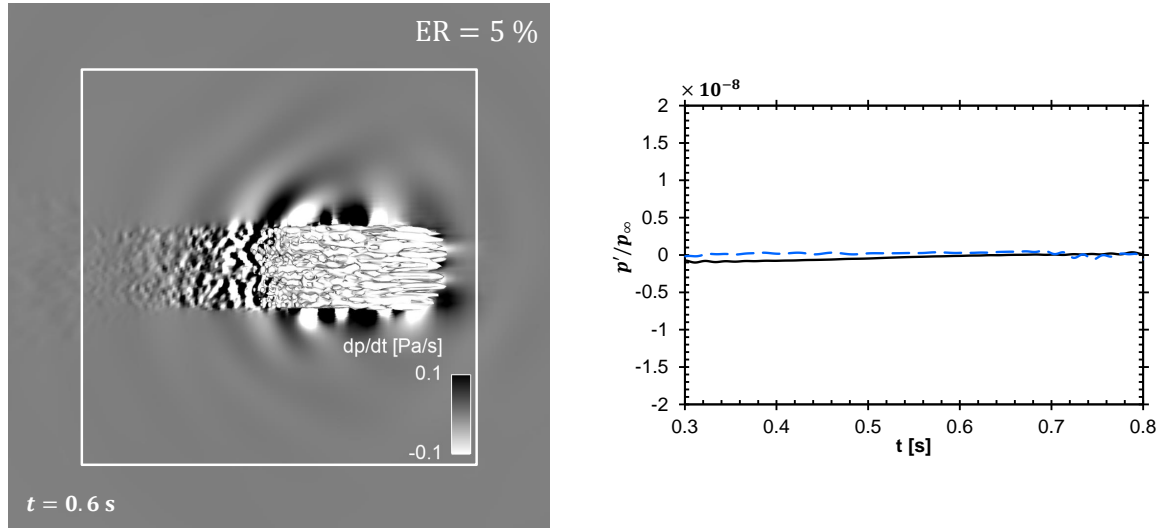 ER = 5 %
dp/dt [Pa/s]
0.1
-0.1
t = 0.6 s
× 10⁻⁸
2
1.5
1
0.5
0
-0.5
-1
-1.5
-2
p′/p∞
0.3 0.4 0.5 0.6 0.7 0.8
t [s]